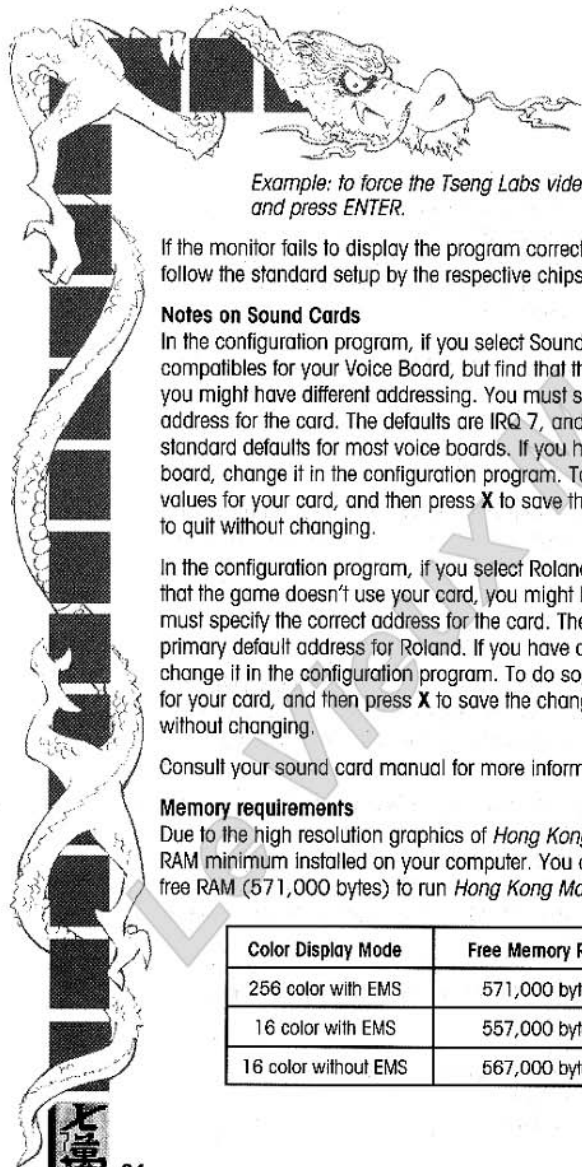 Example: to force the Tseng Labs vide
and press ENTER.
If the monitor fails to display the program correct
follow the standard setup by the respective chips
Notes on Sound Cards
In the configuration program, if you select Sound
compatibles for your Voice Board, but find that th
you might have different addressing. You must s
address for the card. The defaults are IRQ 7, and
standard defaults for most voice boards. If you h
board, change it in the configuration program. To
values for your card, and then press X to save th
to quit without changing.
In the configuration program, if you select Roland
that the game doesn't use your card, you might
must specify the correct address for the card. The
primary default address for Roland. If you have
change it in the configuration program. To do so,
for your card, and then press X to save the chang
without changing.
Consult your sound card manual for more inform
Memory requirements
Due to the high resolution graphics of Hong Kong
RAM minimum installed on your computer. You
free RAM (571,000 bytes) to run Hong Kong Ma
Color Display Mode Free Memory R
256 color with EMS 571,000 byt
16 color with EMS 557,000 byt
16 color without EMS 567,000 byt
Le Vieux M